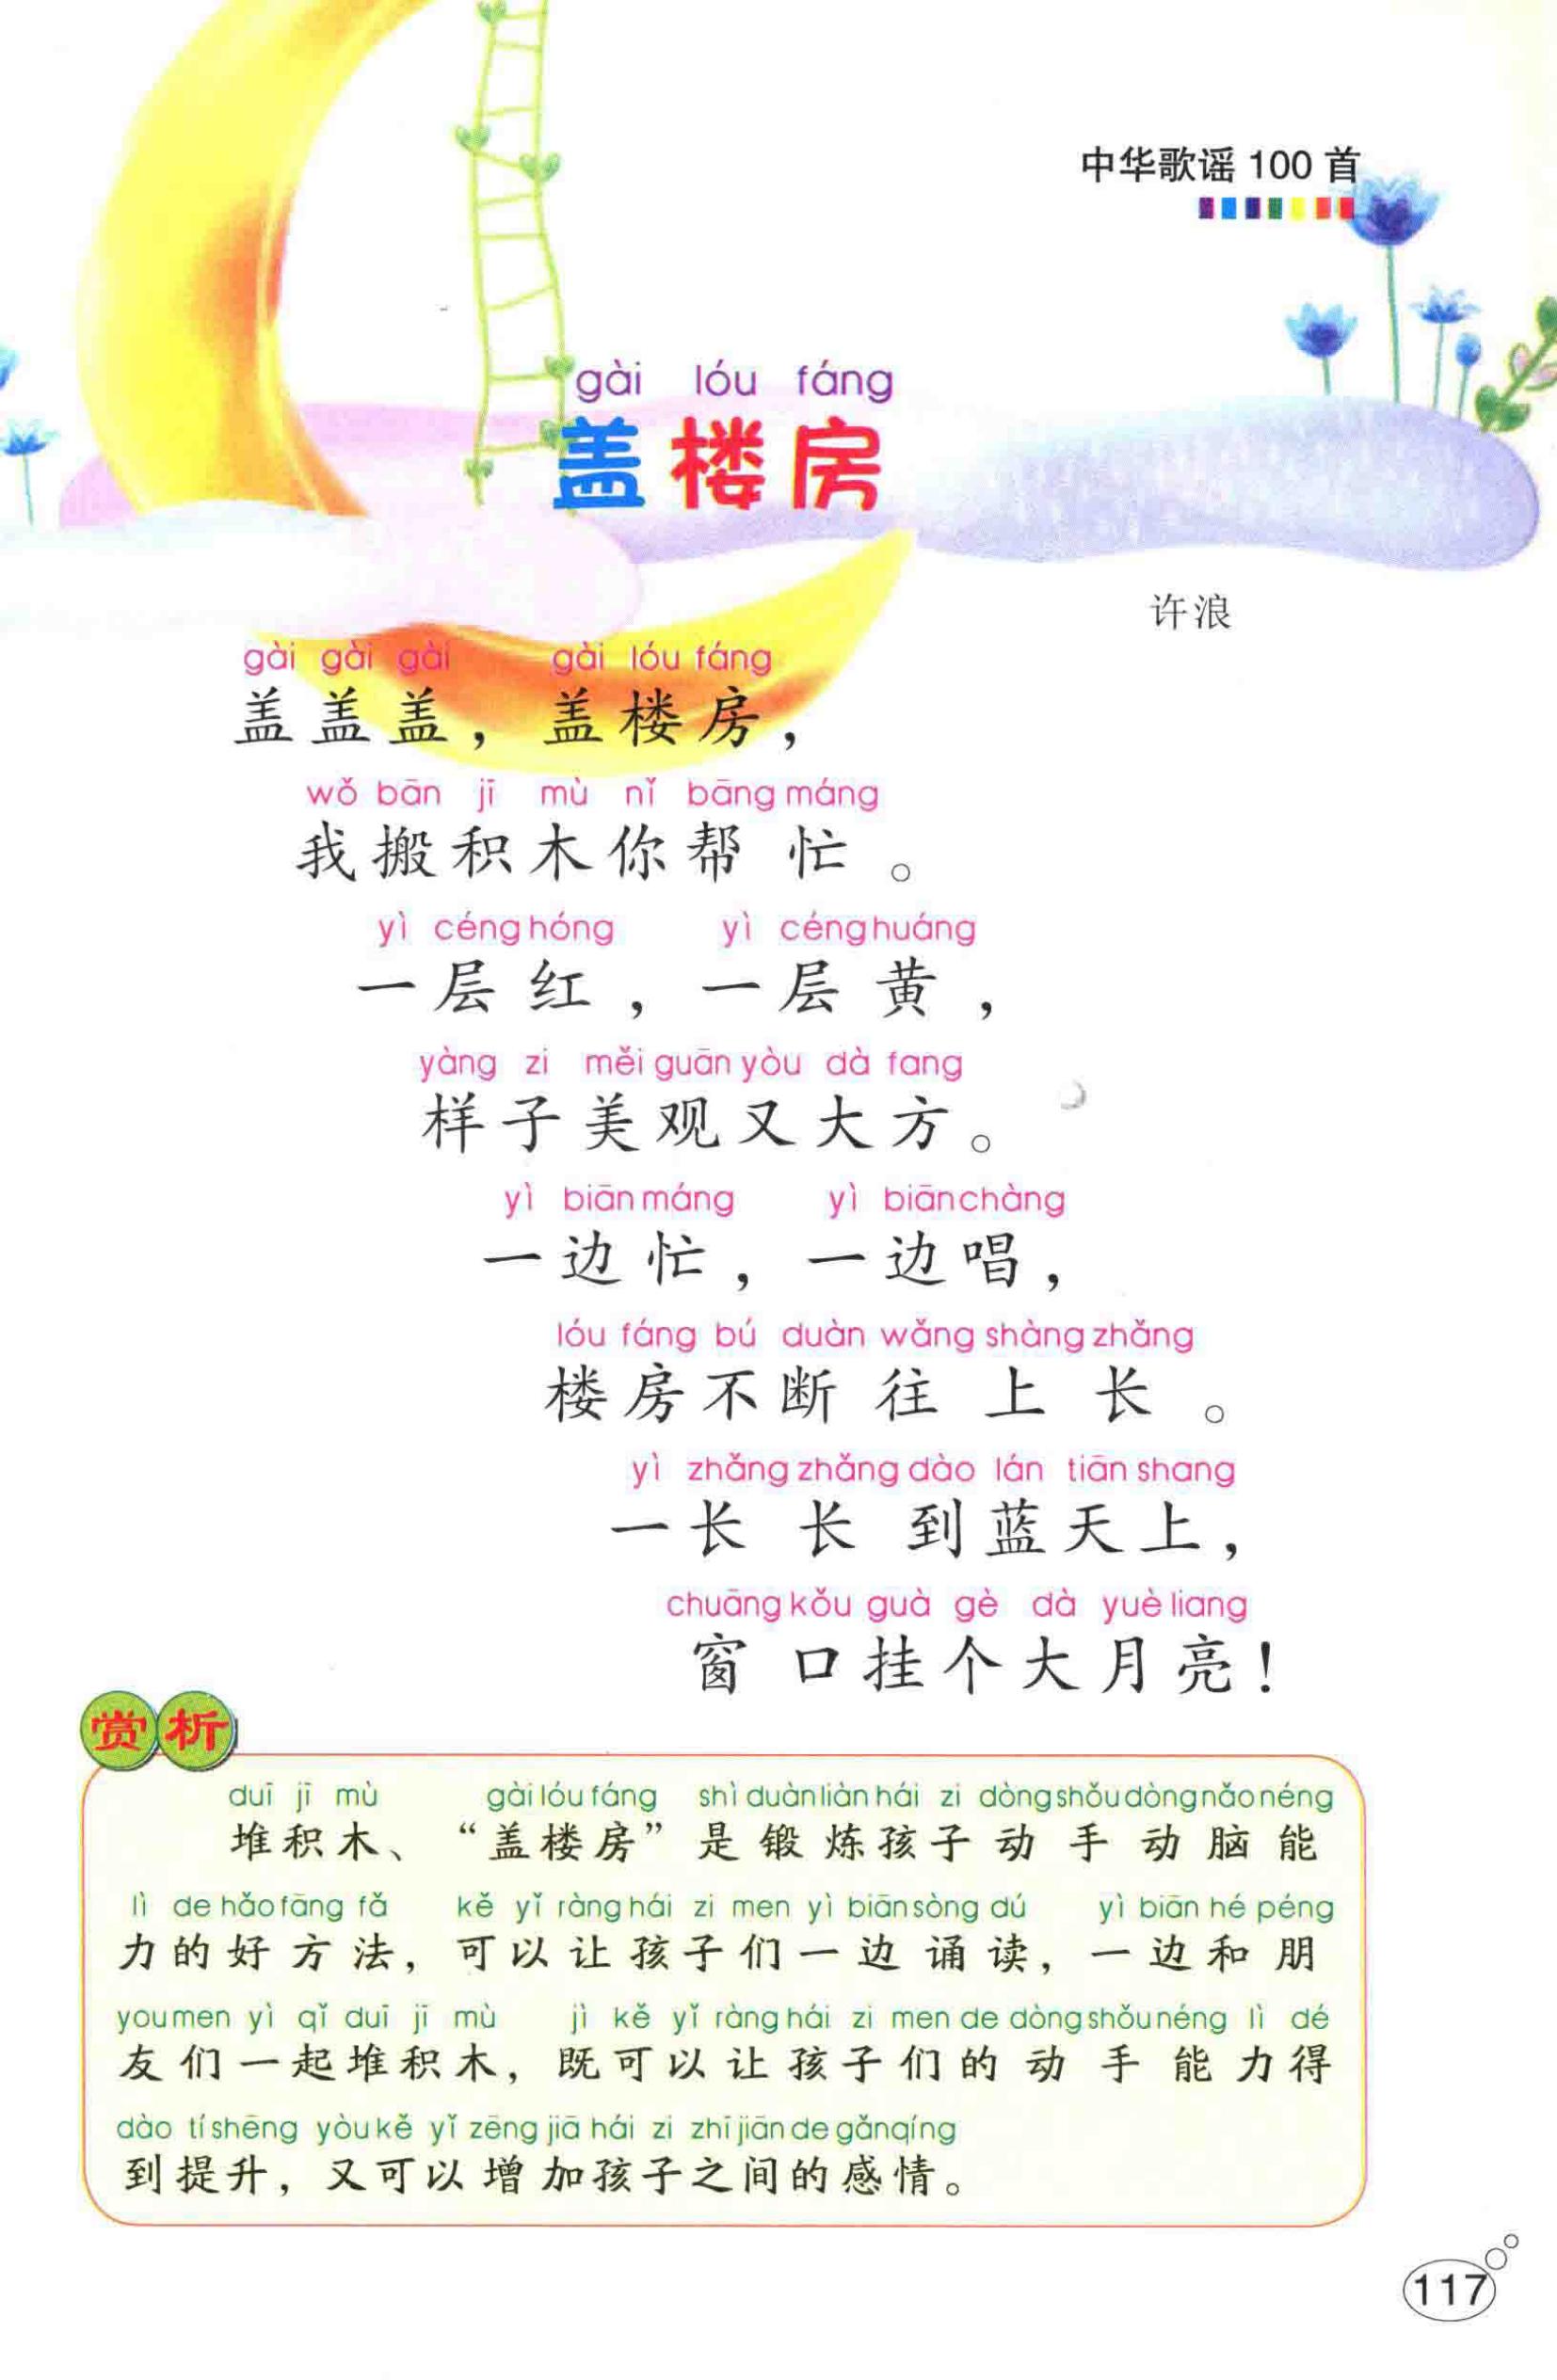 中华歌谣 100 首
gài lóu fáng
盖楼房
许浪
gài gài gài gài lóu fáng
盖盖盖，盖楼房，
wǒ bān jī mù nǐ bāng máng
我搬积木你帮忙。
yì céng hóng yì céng huáng
一层红，一层黄，
yàng zi měi guān yòu dà fang
样子美观又大方。
yì biān máng yì biān chàng
一边忙，一边唱，
lóu fáng bú duàn wǎng shàng zhǎng
楼房不断往上长。
yì zhǎng zhǎng dào lán tiān shang
一长长到蓝天上，
chuāng kǒu guà gè dà yuè liang
窗口挂个大月亮！
赏析
duī jī mù gài lóu fáng shì duàn liàn hái zi dòng shǒu dòng nǎo néng
堆积木、“盖楼房”是锻炼孩子动手动脑能
lì de hǎo fāng fǎ kě yǐ ràng hái zi men yì biān sòng dú yì biān hé péng
力的好方法，可以让孩子们一边诵读，一边和朋
you men yì qǐ duī jī mù jì kě yǐ ràng hái zi men de dòng shǒu néng lì dé
友们一起堆积木，既可以让孩子们的动手能力得
dào tí shēng yòu kě yǐ zēng jiā hái zi zhī jiān de gǎn qíng
到提升，又可以增加孩子之间的感情。
117